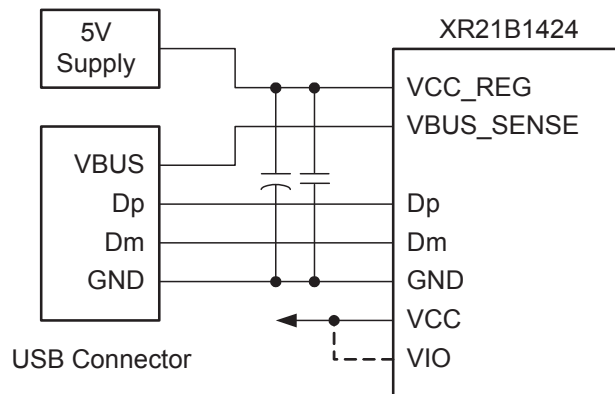 5V
Supply
XR21B1424
VCC_REG
VBUS_SENSE
VBUS
Dp
Dp
Dm
Dm
GND
GND
VCC
VIO
USB Connector